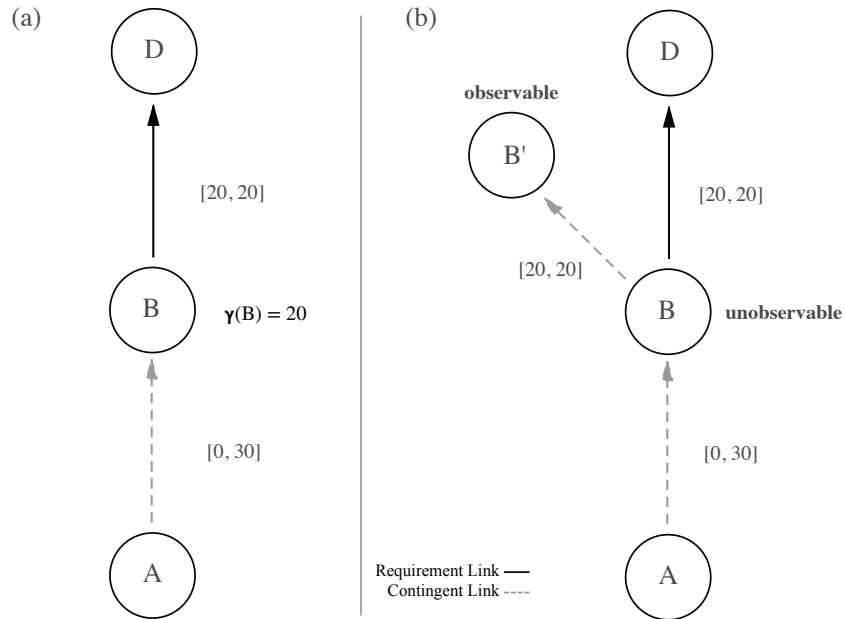 (a)
D
[20, 20]
B
γ(B) = 20
[0, 30]
A
(b)
D
observable
B'
[20, 20]
[20, 20]
B
unobservable
[0, 30]
A
Requirement Link
Contingent Link